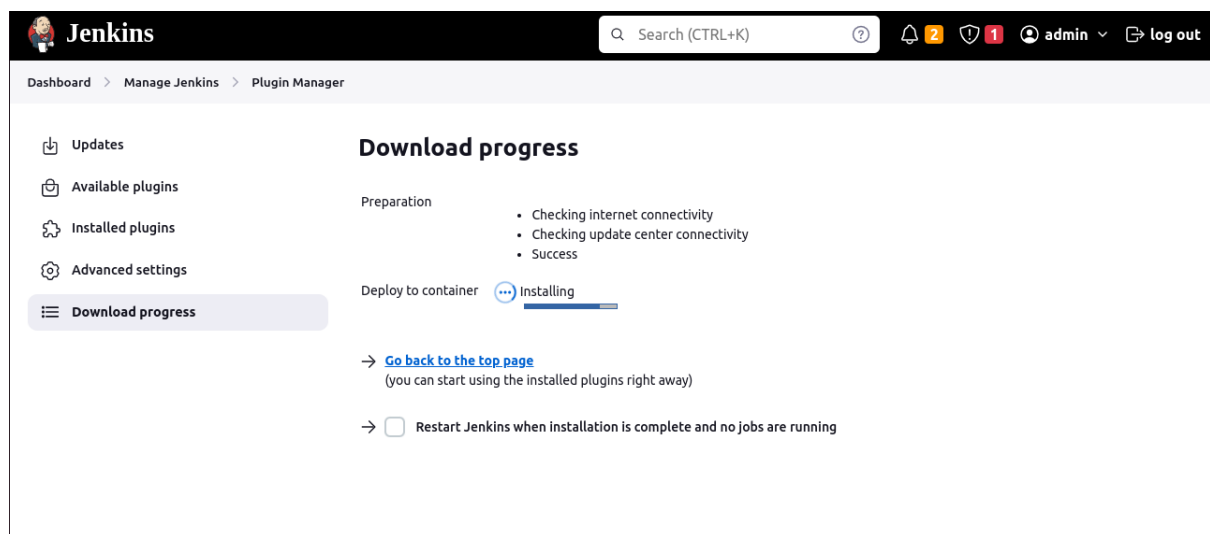 Jenkins
Search (CTRL+K)
2
1
admin
log out
Dashboard
Manage Jenkins
Plugin Manager
Updates
Available plugins
Installed plugins
Advanced settings
Download progress
Download progress
Preparation
Checking internet connectivity
Checking update center connectivity
Success
Deploy to container
Installing
Go back to the top page
(you can start using the installed plugins right away)
Restart Jenkins when installation is complete and no jobs are running